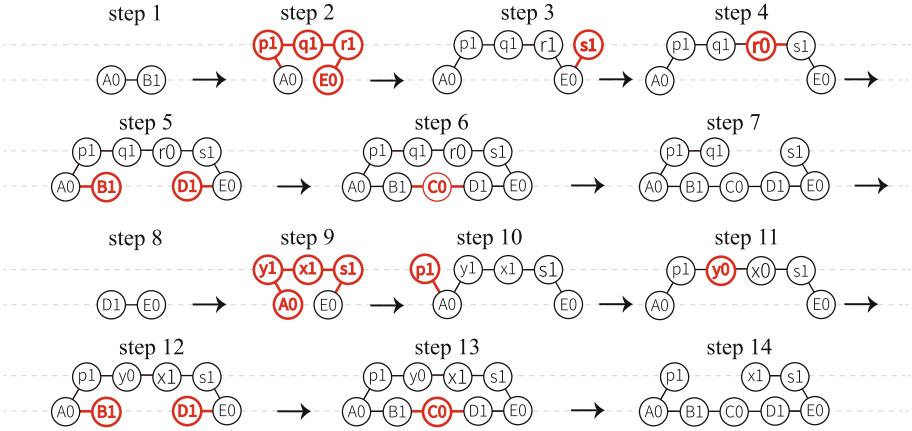 step 1 step 2 step 3 step 4
p1 q1 r1 p1 q1 r1 s1 p1 q1 r0 s1
A0 B1 A0 E0 A0 E0 A0 E0
step 5 step 6 step 7
p1 q1 r0 s1 p1 q1 r0 s1 p1 q1 s1
A0 B1 D1 E0 A0 B1 C0 D1 E0 A0 B1 C0 D1 E0
step 8 step 9 step 10 step 11
y1 x1 s1 p1 y1 x1 s1 p1 y0 x0 s1
D1 E0 A0 E0 A0 E0 A0 E0
step 12 step 13 step 14
p1 y0 x1 s1 p1 y0 x1 s1 p1 x1 s1
A0 B1 D1 E0 A0 B1 C0 D1 E0 A0 B1 C0 D1 E0